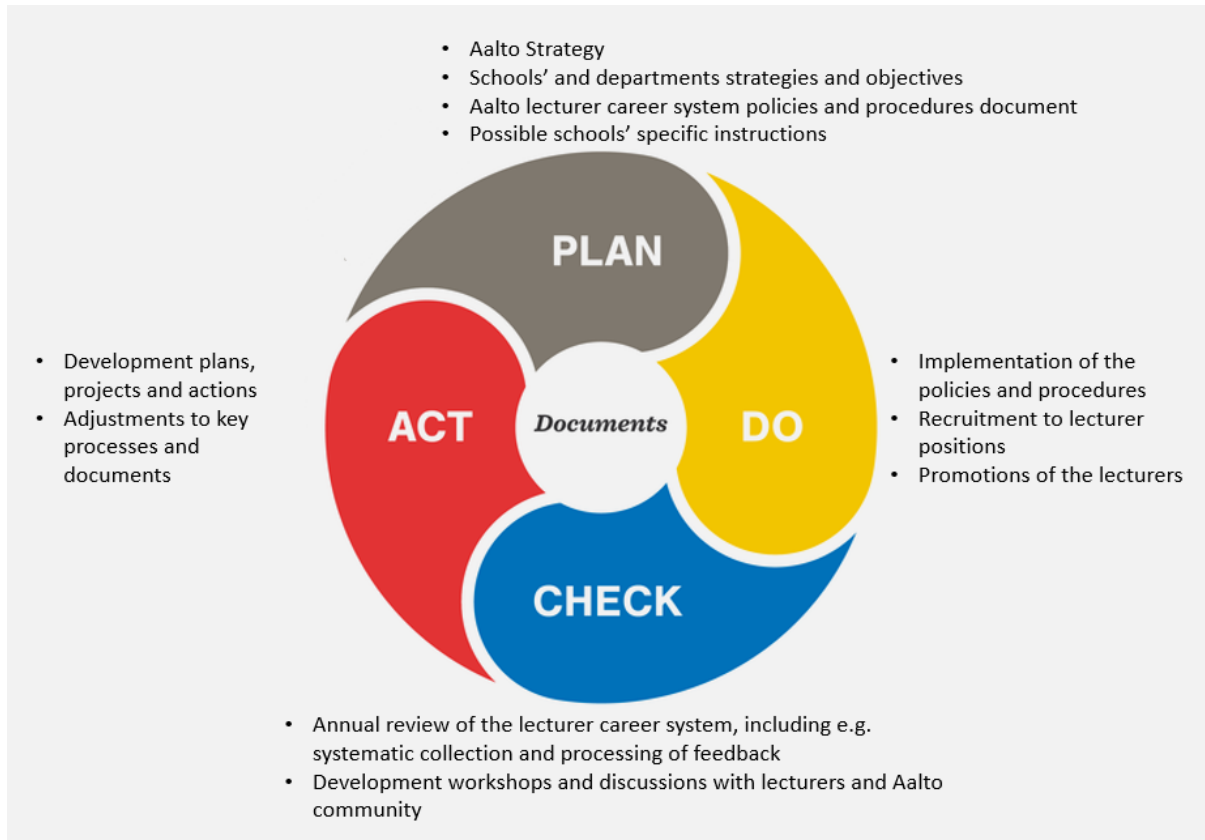 • Aalto Strategy
• Schools’ and departments strategies and objectives
• Aalto lecturer career system policies and procedures document
• Possible schools’ specific instructions
PLAN
• Development plans,
projects and actions
• Adjustments to key
processes and
documents
ACT
Documents
DO
• Implementation of the
policies and procedures
• Recruitment to lecturer
positions
• Promotions of the lecturers
CHECK
• Annual review of the lecturer career system, including e.g.
systematic collection and processing of feedback
• Development workshops and discussions with lecturers and Aalto
community